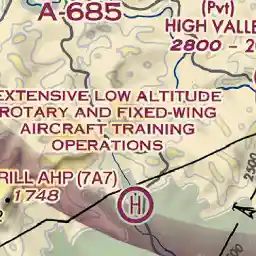 A-685
(Pvt)
HIGH VALLE
2800 - 2
EXTENSIVE LOW ALTITUDE
ROTARY AND FIXED-WING
AIRCRAFT TRAINING
OPERATIONS
RILL AHP (7A7)
1748
H
2500